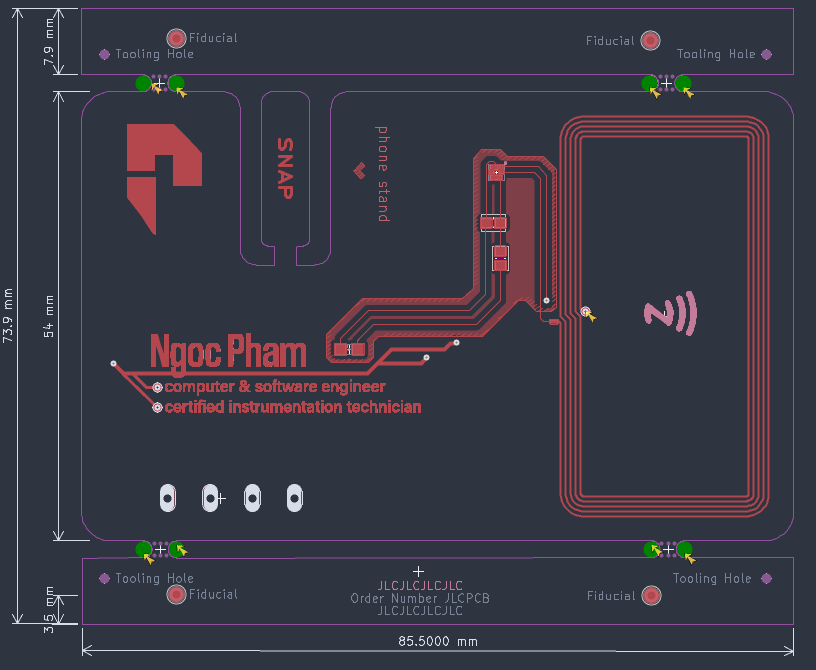 7.9 mm
Fiducial
Tooling Hole
Fiducial
Tooling Hole
SNAP
phone stand
73.9 mm
54 mm
Ngoc Pham
computer & software engineer
certified instrumentation technician
Tooling Hole
Fiducial
Tooling Hole
Fiducial
JLCJLCJLCJLC
Order Number JLCPCB
JLCJLCJLCJLC
3.5 mm
85.5000 mm